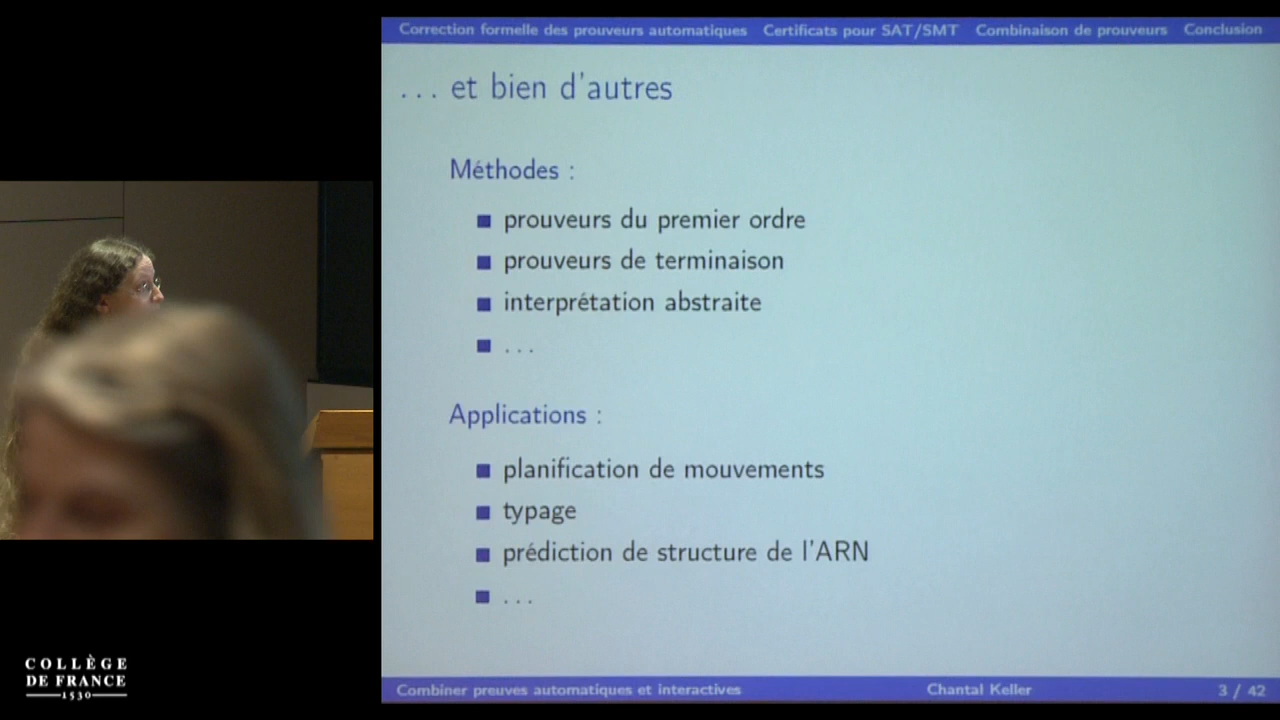 Correction formelle des prouveurs automatiques Certificats pour SAT/SMT Combinaison de prouveurs Conclusion
... et bien d'autres
Méthodes :
prouveurs du premier ordre
prouveurs de terminaison
interprétation abstraite
...
Applications :
planification de mouvements
typage
prédiction de structure de l'ARN
...
Combiner preuves automatiques et interactives Chantal Keller 3 / 42
COLLÈGE
DE FRANCE
1530